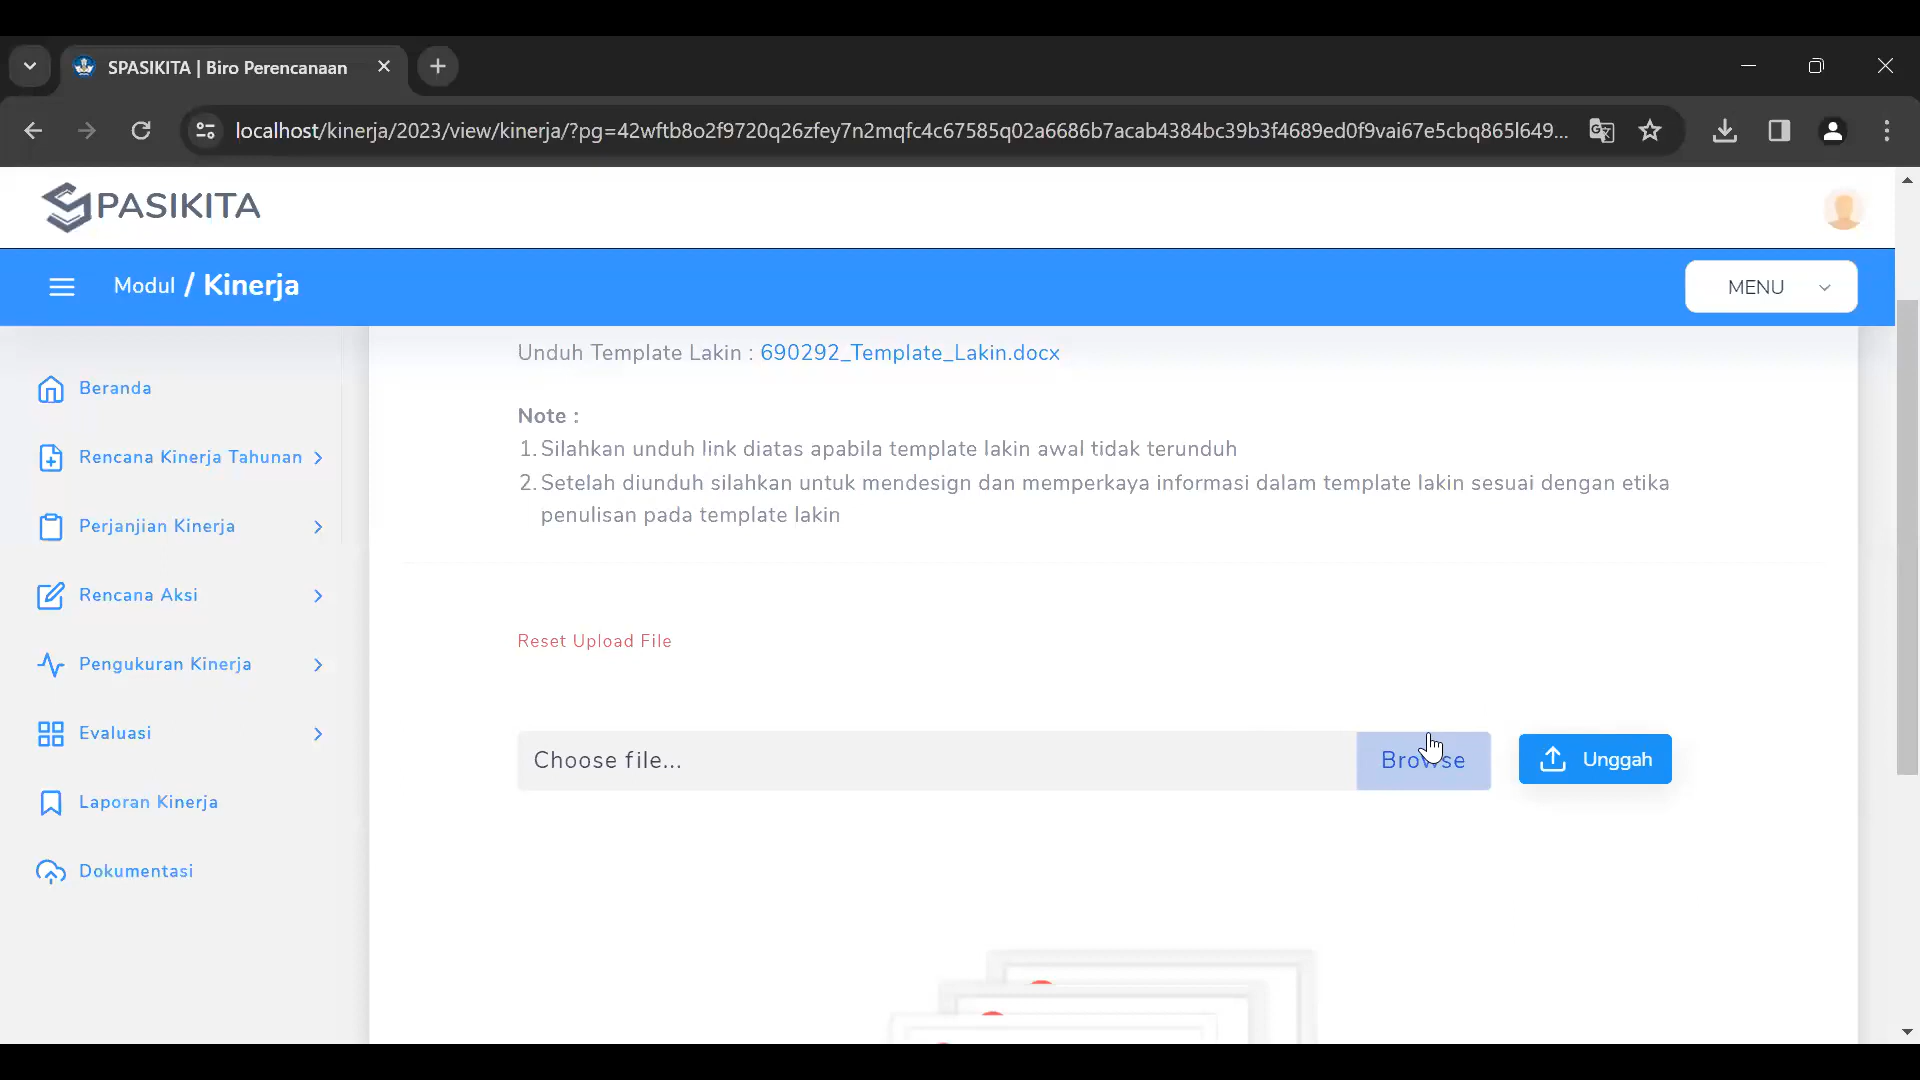 SPASIKITA | Biro Perencanaan
localhost/kinerja/2023/view/kinerja/?pg=42wftb8o2f9720q26zfey7n2mqfc4c67585q02a6686b7acab4384bc39b3f4689ed0f9vai67e5cbq865l649...
SPASIKITA
Modul / Kinerja
MENU
Unduh Template Lakin : 690292_Template_Lakin.docx
Note :
1. Silahkan unduh link diatas apabila template lakin awal tidak terunduh
2. Setelah diunduh silahkan untuk mendesign dan memperkaya informasi dalam template lakin sesuai dengan etika
penulisan pada template lakin
Beranda
Rencana Kinerja Tahunan
Perjanjian Kinerja
Rencana Aksi
Pengukuran Kinerja
Evaluasi
Laporan Kinerja
Dokumentasi
Reset Upload File
Choose file...
Browse
Unggah